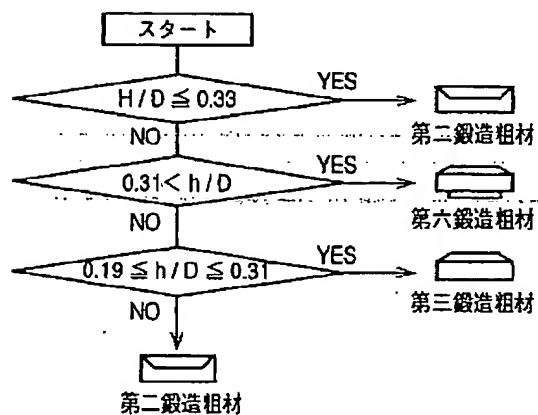 スタート
H / D ≦ 0.33
YES
第二鍛造粗材
NO
0.31 < h / D
YES
第六鍛造粗材
NO
0.19 ≦ h / D ≦ 0.31
YES
第三鍛造粗材
NO
第二鍛造粗材